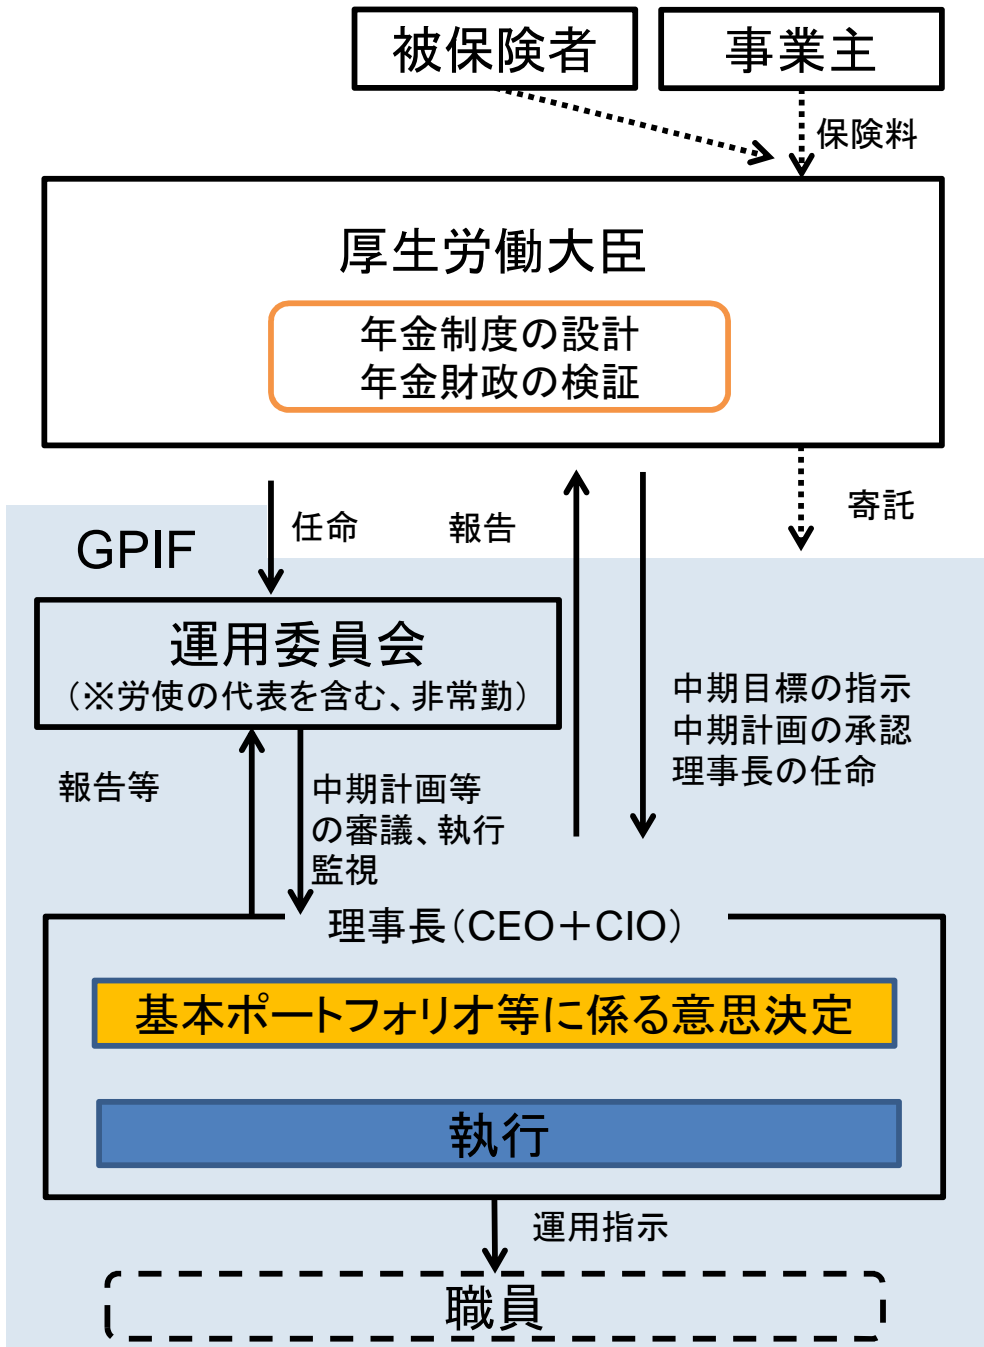 被保険者
事業主
保険料
厚生労働大臣
年金制度の設計
年金財政の検証
任命
報告
寄託
GPIF
運用委員会
（※労使の代表を含む、非常勤）
中期目標の指示
中期計画の承認
理事長の任命
報告等
中期計画等
の審議、執行
監視
理事長（CEO＋CIO）
基本ポートフォリオ等に係る意思決定
執行
運用指示
職員